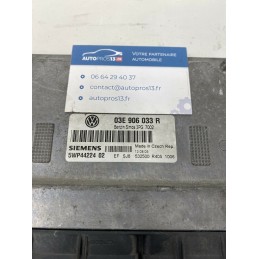 AUTOPROS13.FR
VOTRE PARTENAIRE
AUTOMOBILE
06.64.29.40.37
contact@autopros13.fr
autopros13.fr
03E 906 033 R
SIEMENS
Made in Czech Rep.
5WP44224 02